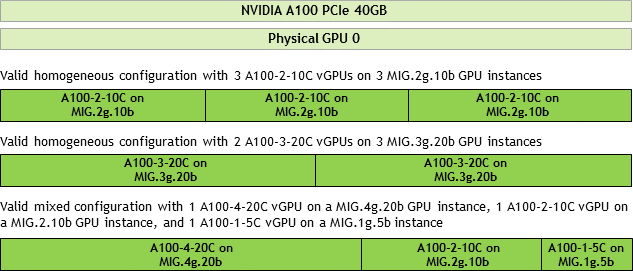 NVIDIA A100 PCIe 40GB
Physical GPU 0
Valid homogeneous configuration with 3 A100-2-10C vGPUs on 3 MIG.2g.10b GPU instances
A100-2-10C on A100-2-10C on A100-2-10C on
MIG.2g.10b MIG.2g.10b MIG.2g.10b
Valid homogeneous configuration with 2 A100-3-20C vGPUs on 3 MIG.3g.20b GPU instances
A100-3-20C on A100-3-20C on
MIG.3g.20b MIG.3g.20b
Valid mixed configuration with 1 A100-4-20C vGPU on a MIG.4g.20b GPU instance, 1 A100-2-10C vGPU on
a MIG.2.10b GPU instance, and 1 A100-1-5C vGPU on a MIG.1g.5b instance
A100-4-20C on A100-2-10C on A100-1-5C on
MIG.4g.20b MIG.2g.10b MIG.1g.5b